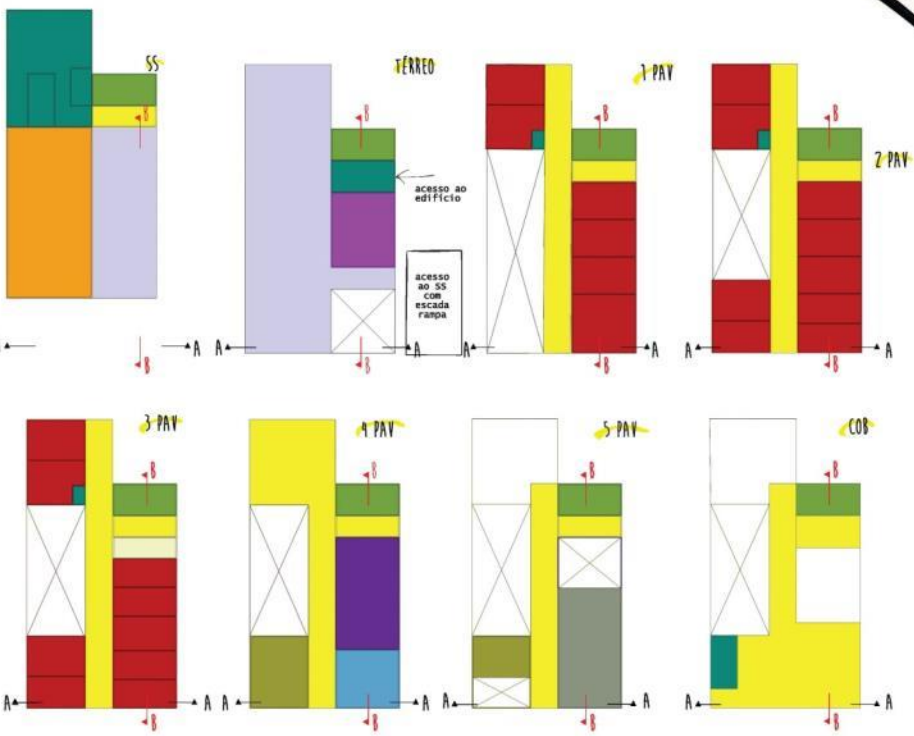 SS
B
A
B
TÉRREO
B
acesso ao
edifício
acesso
ao SS
com
escada
rampa
A
A
B
1 PAV
B
A
A
B
2 PAV
B
A
A
B
3 PAV
B
A
A
B
4 PAV
B
A
A
B
5 PAV
B
A
A
B
COB
B
A
A
B